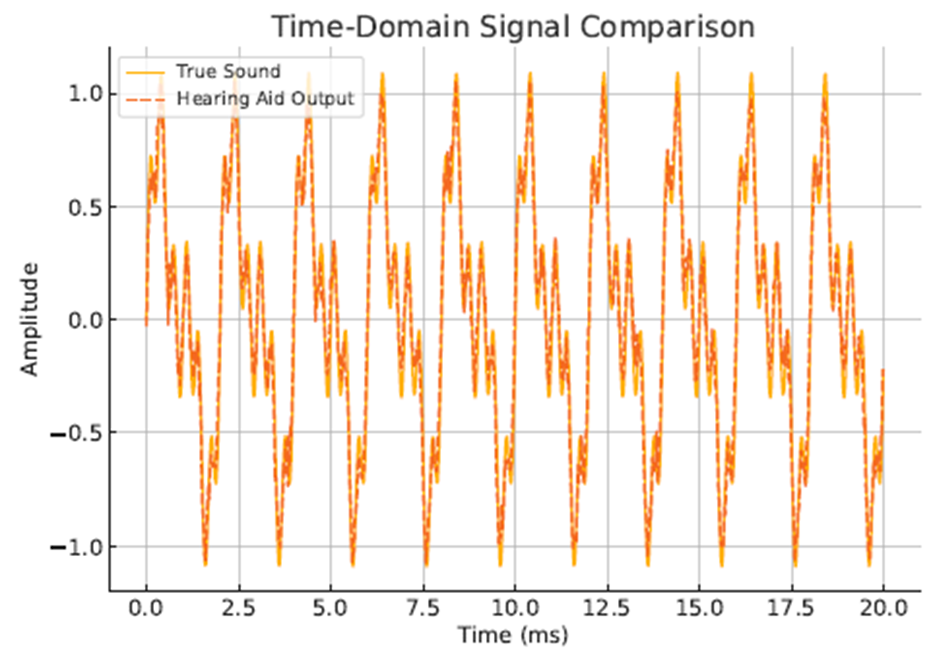 Time-Domain Signal Comparison
True Sound
Hearing Aid Output
1.0
0.5
0.0
−0.5
−1.0
Amplitude
0.0 2.5 5.0 7.5 10.0 12.5 15.0 17.5 20.0
Time (ms)